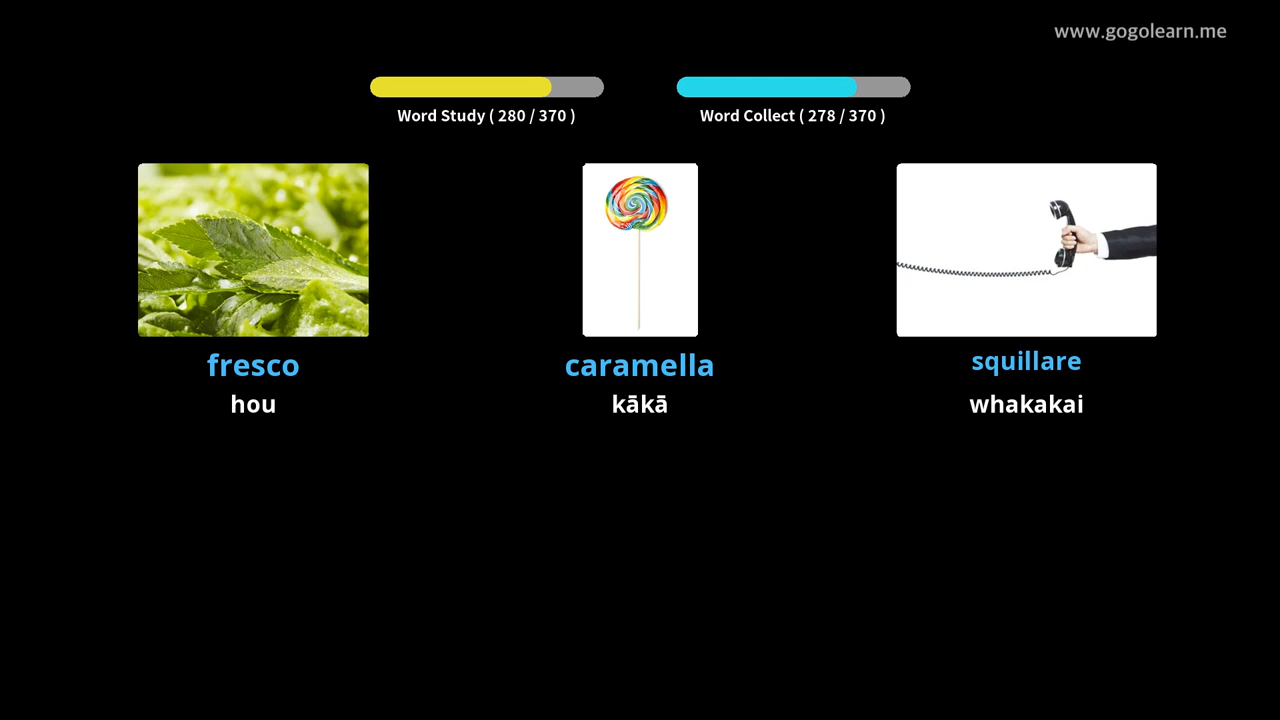 www.gogolearn.me
Word Study ( 280 / 370 )
Word Collect ( 278 / 370 )
fresco
caramella
squillare
hou
kākā
whakakai